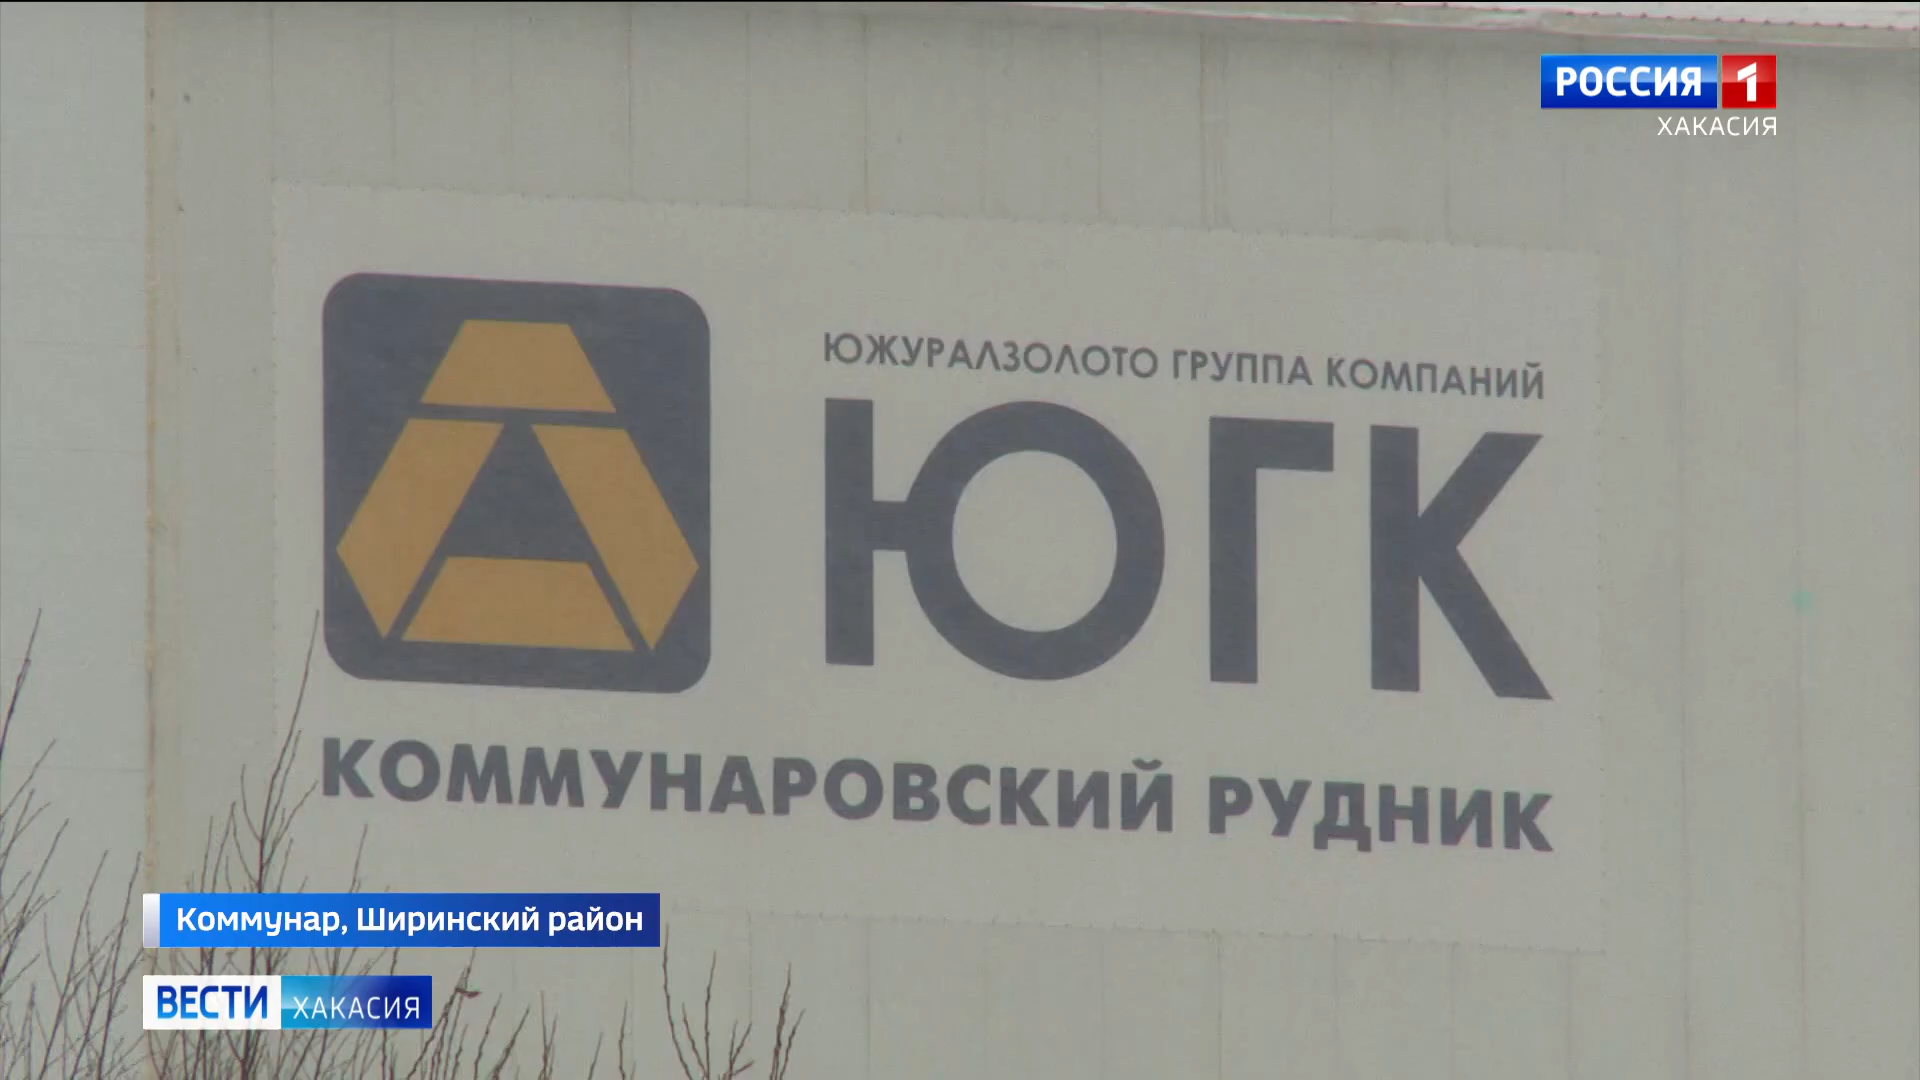 РОССИЯ 1
ХАКАСИЯ
ЮЖУРАЛЗОЛОТО ГРУППА КОМПАНИЙ
ЮГК
КОММУНАРОВСКИЙ РУДНИК
Коммунар, Ширинский район
ВЕСТИ ХАКАСИЯ